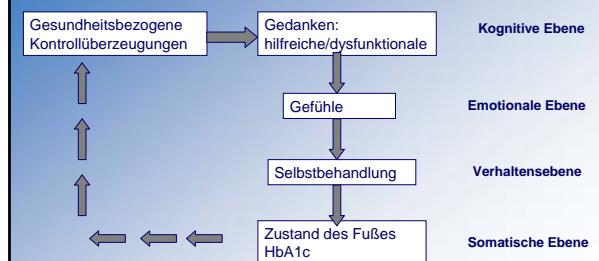 Gesundheitsbezogene
Kontrollüberzeugungen
Gedanken:
hilfreiche/dysfunktionale
Kognitive Ebene
Gefühle
Emotionale Ebene
Selbstbehandlung
Verhaltensebene
Zustand des Fußes
HbA1c
Somatische Ebene